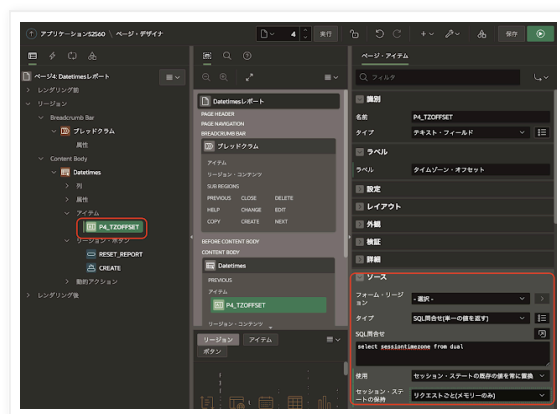 アプリケーション52560 \ ページ・デザイナ
4
実行
保存
ページ4: Datetimesレポート
レンダリング前
リージョン
Breadcrumb Bar
ブレッドクラム
属性
Content Body
Datetimes
列
属性
アイテム
P4_TZOFFSET
リージョン・ボタン
RESET_REPORT
CREATE
動的アクション
レンダリング後
Datetimesレポート
PAGE HEADER
PAGE NAVIGATION
BREADCRUMB BAR
ブレッドクラム
アイテム
リージョン・コンテンツ
SUB REGIONS
PREVIOUS CLOSE DELETE
HELP CHANGE EDIT
COPY CREATE NEXT
BEFORE CONTENT BODY
CONTENT BODY
Datetimes
PREVIOUS
アイテム
P4_TZOFFSET
リージョン・コンテンツ
リージョン アイテム
ボタン
ページ・アイテム
フィルタ
識別
名前 P4_TZOFFSET
タイプ テキスト・フィールド
ラベル
ラベル タイムゾーン・オフセット
設定
レイアウト
外観
検証
詳細
ソース
フォーム・リージョン - 選択 -
タイプ SQL問合せ(単一の値を返す)
SQL問合せ
select sessiontimezone from dual
使用 セッション・ステートの既存の値を常に置換
セッション・ステートの保持 リクエストごと(メモリーのみ)